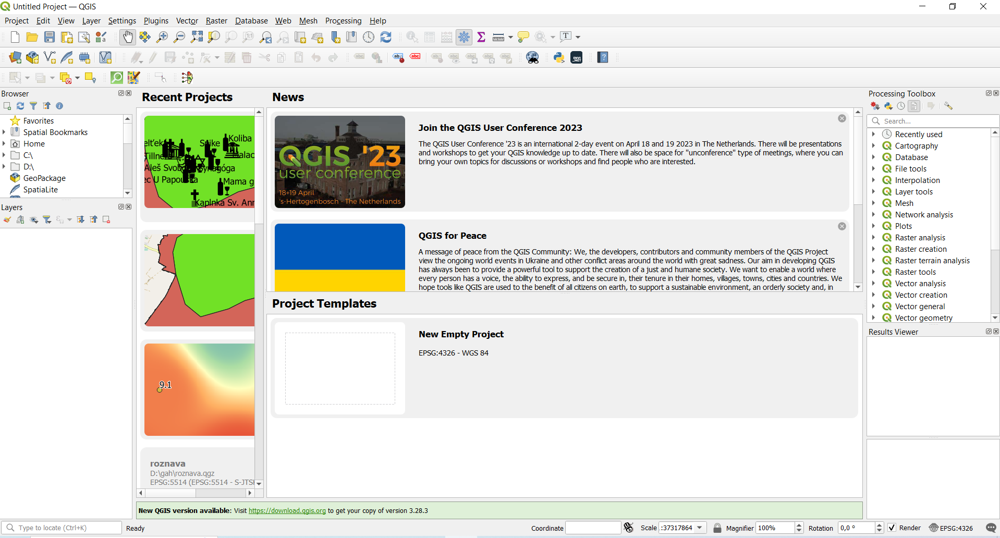 Untitled Project — QGIS
Project Edit View Layer Settings Plugins Vector Raster Database Web Mesh Processing Help
Browser
Favorites
Spatial Bookmarks
Home
C:\
D:\
GeoPackage
SpatiaLite
Layers
Recent Projects
Spike
Koliba
Aleš
Synagóga
Mama g
Kaplnka Sv. Ann
9.1
roznava
D:\gah\roznava.qgz
EPSG:5514 (EPSG:5514 - S-JTS
News
QGIS '23
user conference
18+19 April
's-Hertogenbosch - The Netherlands
Join the QGIS User Conference 2023
The QGIS User Conference '23 is an international 2-day event on April 18 and 19 2023 in The Netherlands. There will be presentations
and workshops to get your QGIS knowledge up to date. There will also be space for "unconference" type of meetings, where you can
bring your own topics for discussions or workshops and find people who are interested.
QGIS for Peace
A message of peace from the QGIS Community: We, the developers, contributors and community members of the QGIS Project
view the ongoing world events in Ukraine and other conflict areas around the world with great sadness. Our aim in developing QGIS
has always been to provide a powerful tool to support the creation of a just and humane society. We want to enable a world where
every person has a voice, the ability to express, and be secure in, their tenure in their homes, villages, towns, cities and countries. We
hope tools like QGIS are used to the benefit of all citizens on earth, to support a sustainable environment, an orderly society and, in
Project Templates
New Empty Project
EPSG:4326 - WGS 84
New QGIS version available: Visit https://download.qgis.org to get your copy of version 3.28.3
Processing Toolbox
Search...
Recently used
Cartography
Database
File tools
Interpolation
Layer tools
Mesh
Network analysis
Plots
Raster analysis
Raster creation
Raster terrain analysis
Raster tools
Vector analysis
Vector creation
Vector general
Vector geometry
Results Viewer
Type to locate (Ctrl+K)
Ready
Coordinate
Scale .:37317864
Magnifier 100%
Rotation 0,0 °
Render
EPSG:4326